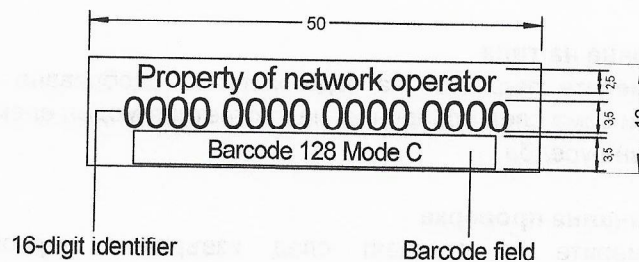 50
Property of network operator
2,5
0000 0000 0000 0000
3,5
Barcode 128 Mode C
3,5
16-digit identifier
Barcode field